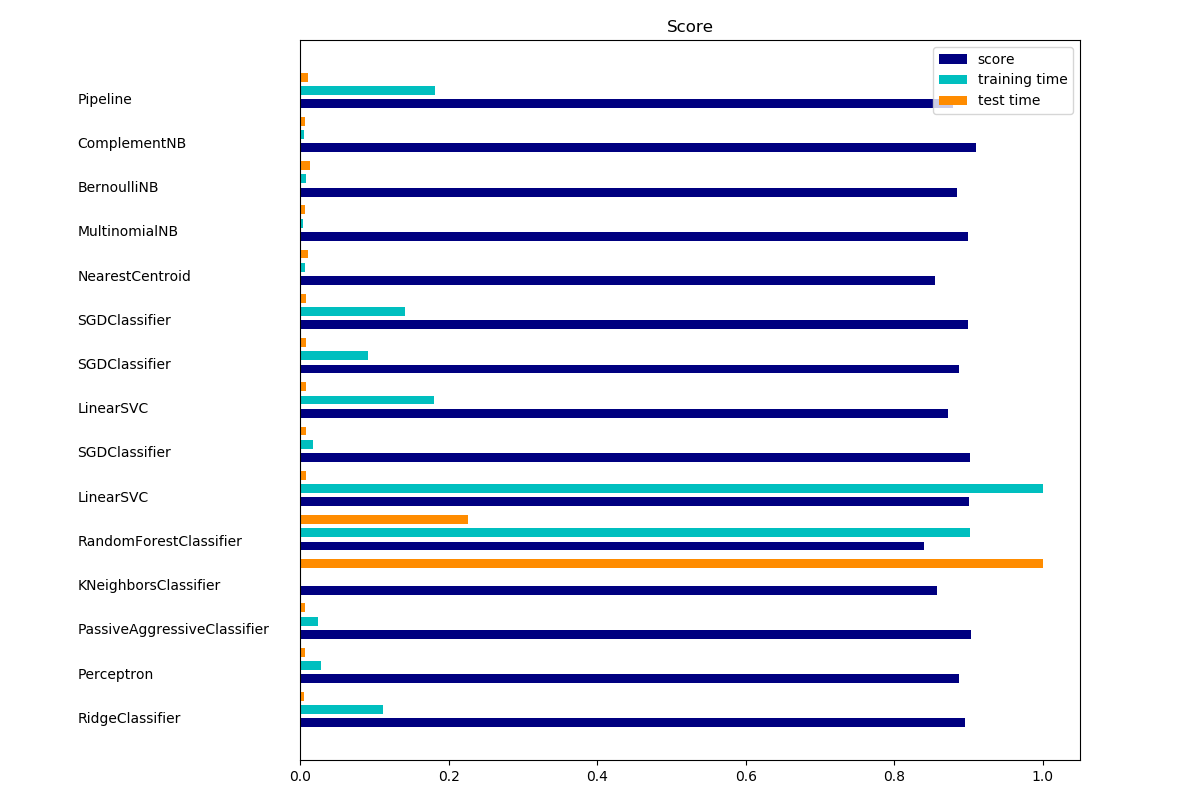 Score
score
training time
test time
Pipeline
ComplementNB
BernoulliNB
MultinomialNB
NearestCentroid
SGDClassifier
SGDClassifier
LinearSVC
SGDClassifier
LinearSVC
RandomForestClassifier
KNeighborsClassifier
PassiveAggressiveClassifier
Perceptron
RidgeClassifier
0.0 0.2 0.4 0.6 0.8 1.0